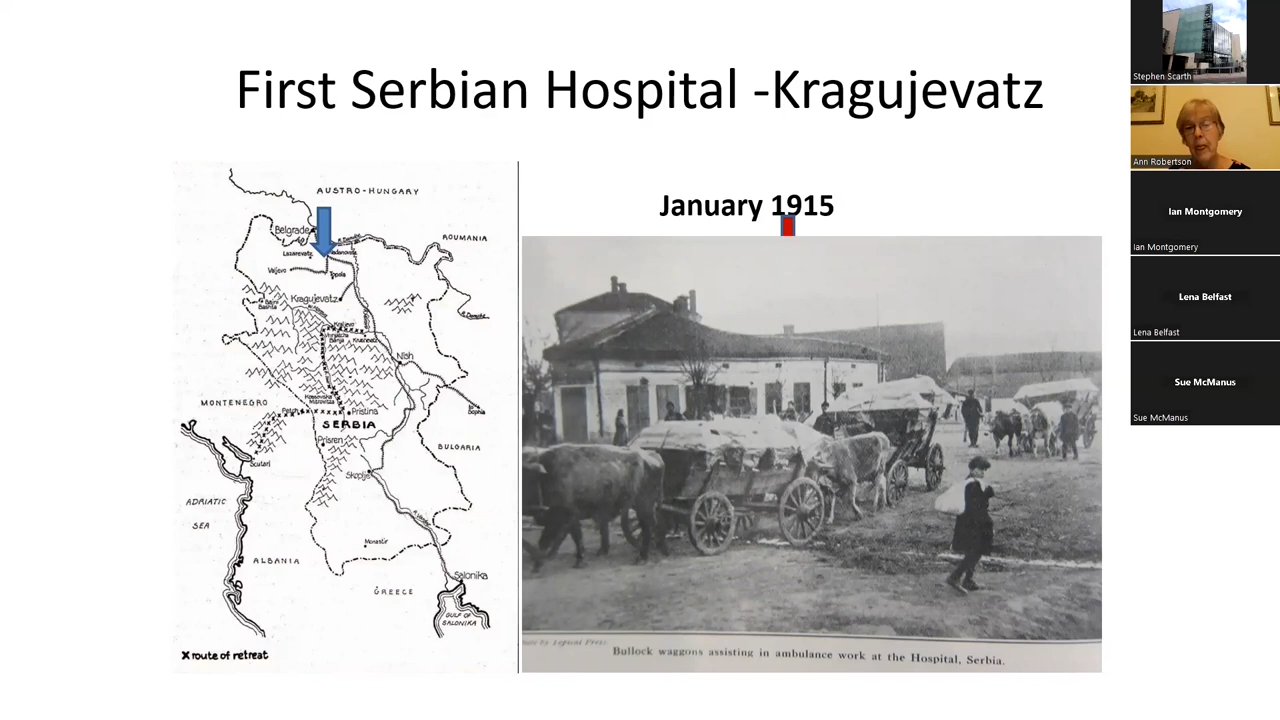 First Serbian Hospital -Kragujevatz
January 1915
AUSTRO-HUNGARY
Belgrade
ROUMANIA
Lazarevatz
Valjevo
Topola
Kragujevatz
Nish
MONTENEGRO
Pristina
SERBIA
Prisren
BULGARIA
Scutari
Skoplje
ADRIATIC
SEA
Monastir
ALBANIA
Salonika
GREECE
GULF OF
SALONIKA
X route of retreat
Bullock waggons assisting in ambulance work at the Hospital, Serbia.
Stephen Scarth
Ann Robertson
Ian Montgomery
Ian Montgomery
Lena Belfast
Lena Belfast
Sue McManus
Sue McManus